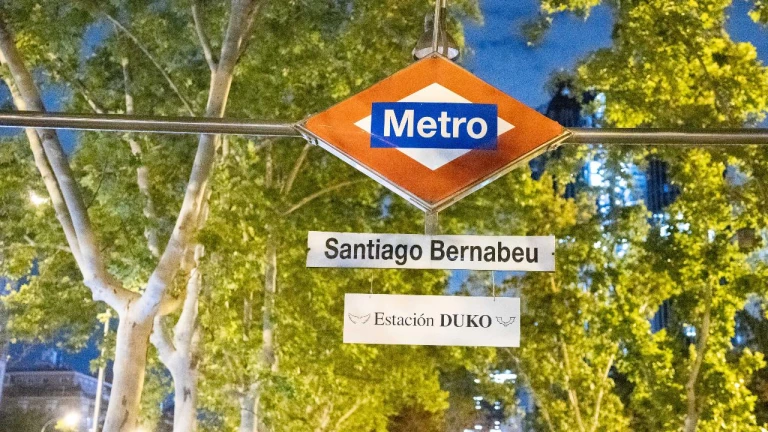 Metro
Santiago Bernabeu
Estación DUKO